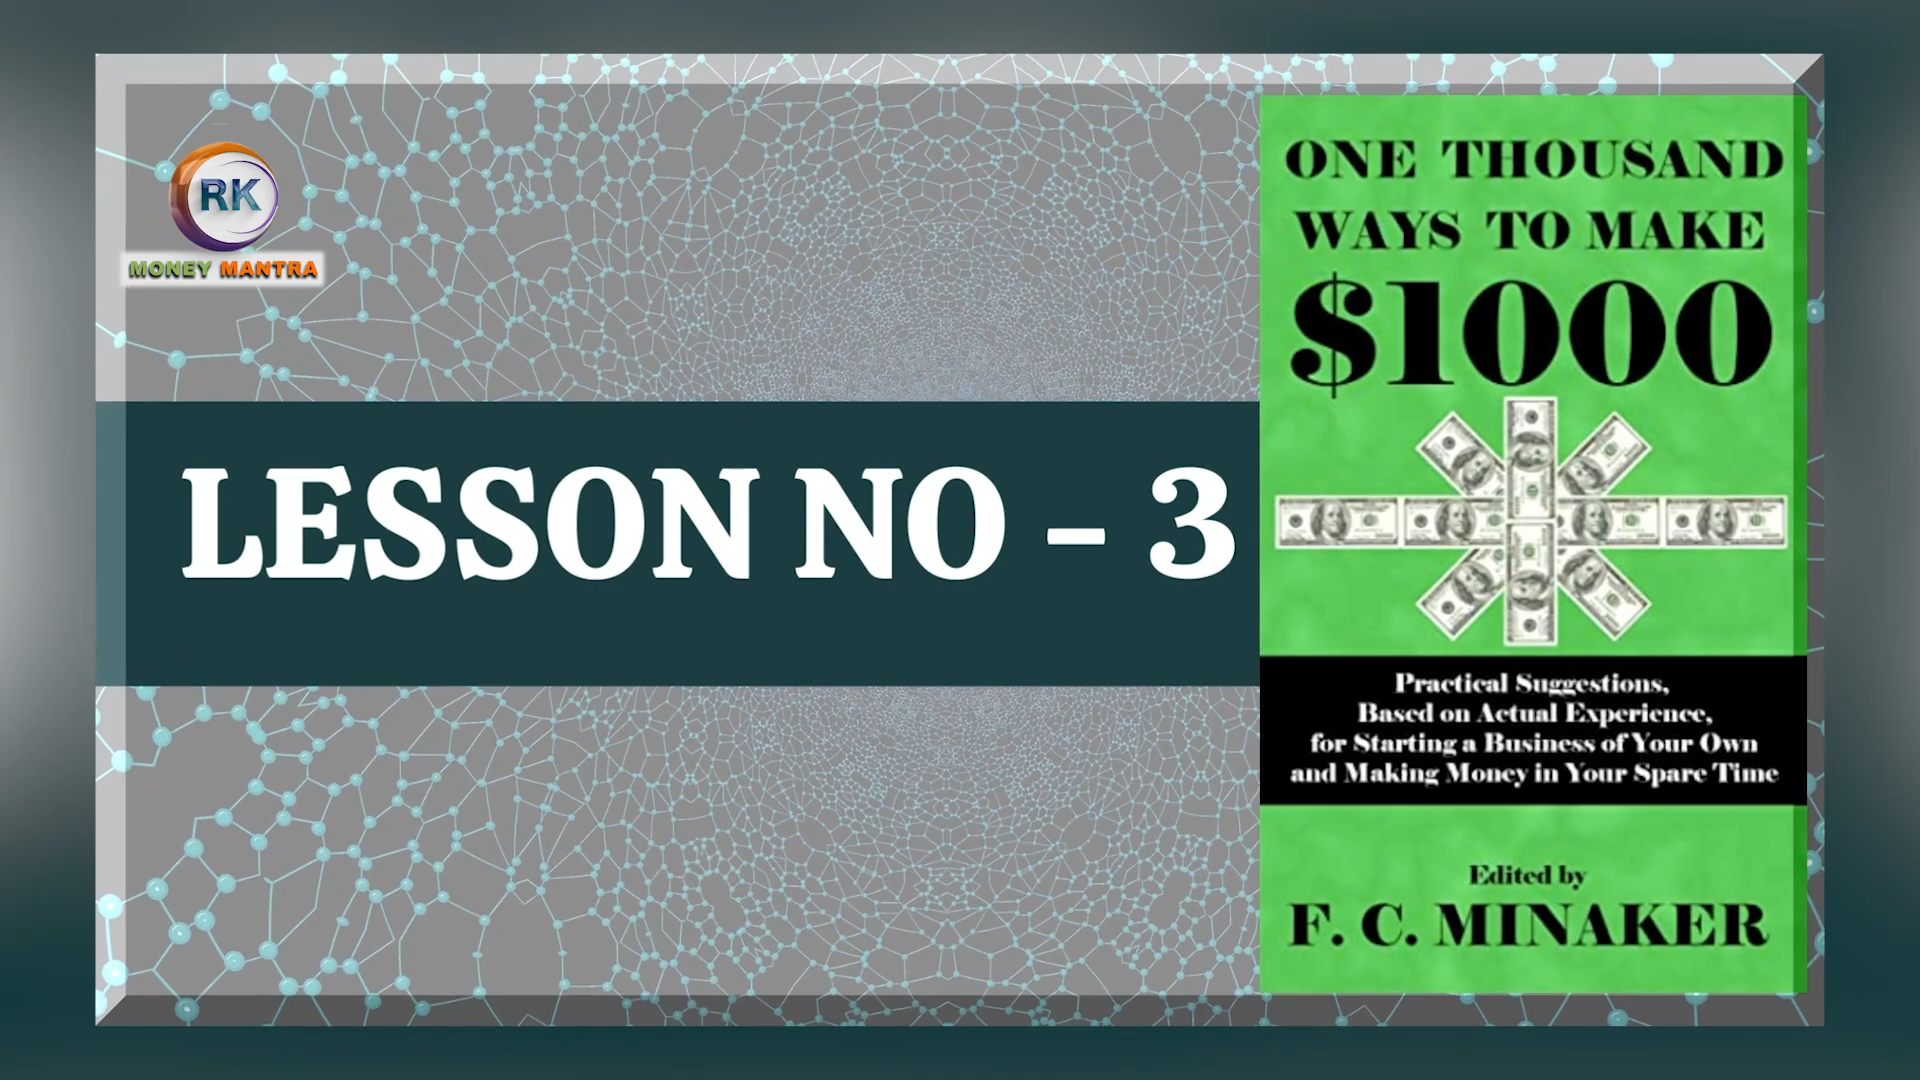 RK
MONEY MANTRA
LESSON NO - 3
ONE THOUSAND
WAYS TO MAKE
$1000
Practical Suggestions,
Based on Actual Experience,
for Starting a Business of Your Own
and Making Money in Your Spare Time
Edited by
F. C. MINAKER